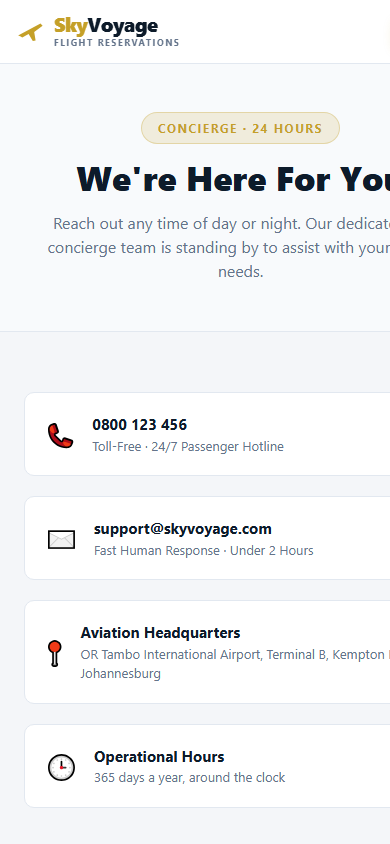 SkyVoyage
FLIGHT RESERVATIONS
CONCIERGE · 24 HOURS
We're Here For
Reach out any time of day or night. Our
concierge team is standing by to assist with your
needs.
0800 123 456
Toll-Free · 24/7 Passenger Hotline
support@skyvoyage.com
Fast Human Response · Under 2 Hours
Aviation Headquarters
OR Tambo International Airport, Terminal B, Kempton
Johannesburg
Operational Hours
365 days a year, around the clock